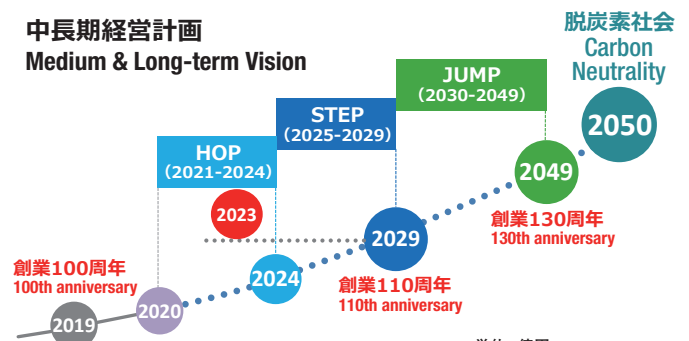 中長期経営計画
Medium & Long-term Vision
脱炭素社会
Carbon
Neutrality
2050
JUMP
(2030-2049)
STEP
(2025-2029)
HOP
(2021-2024)
2049
創業130周年
130th anniversary
2023
2029
創業110周年
110th anniversary
2024
創業100周年
100th anniversary
2020
2019